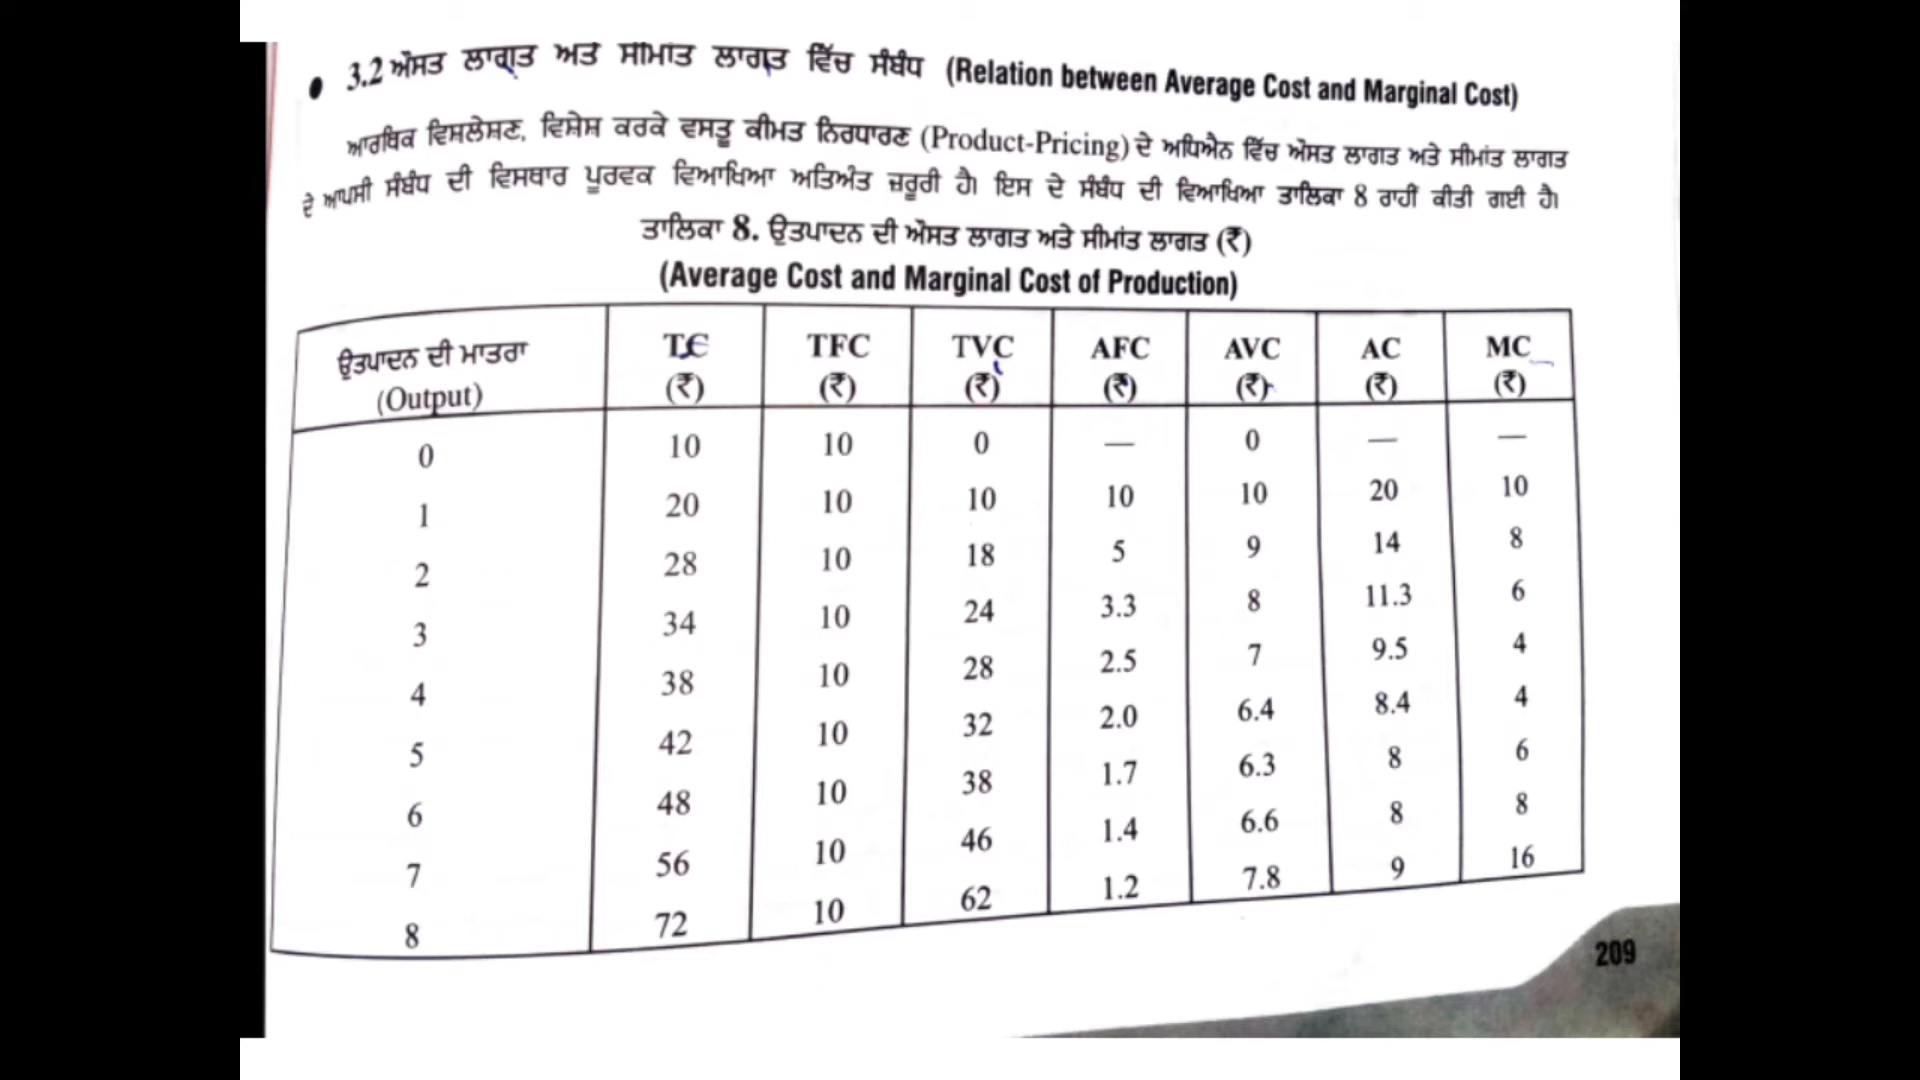 • 3.2 ਔਸਤ ਲਾਗਤ ਅਤੇ ਸੀਮਾਂਤ ਲਾਗਤ ਵਿੱਚ ਸੰਬੰਧ (Relation between Average Cost and Marginal Cost)
ਆਰਥਿਕ ਵਿਸ਼ਲੇਸ਼ਣ, ਵਿਸ਼ੇਸ਼ ਕਰਕੇ ਵਸਤੂ ਕੀਮਤ ਨਿਰਧਾਰਣ (Product-Pricing) ਦੇ ਅਧਿਐਨ ਵਿੱਚ ਔਸਤ ਲਾਗਤ ਅਤੇ ਸੀਮਾਂਤ ਲਾਗਤ
ਦੇ ਆਪਸੀ ਸੰਬੰਧ ਦੀ ਵਿਸਥਾਰ ਪੂਰਵਕ ਵਿਆਖਿਆ ਅਤਿਅੰਤ ਜ਼ਰੂਰੀ ਹੈ। ਇਸ ਦੇ ਸੰਬੰਧ ਦੀ ਵਿਆਖਿਆ ਤਾਲਿਕਾ 8 ਰਾਹੀਂ ਕੀਤੀ ਗਈ ਹੈ।
ਤਾਲਿਕਾ 8. ਉਤਪਾਦਨ ਦੀ ਔਸਤ ਲਾਗਤ ਅਤੇ ਸੀਮਾਂਤ ਲਾਗਤ (₹)
(Average Cost and Marginal Cost of Production)
ਉਤਪਾਦਨ ਦੀ ਮਾਤਰਾ TC TFC TVC AFC AVC AC MC
(Output) (₹) (₹) (₹) (₹) (₹) (₹) (₹)
0 10 10 0 — 0 — —
1 20 10 10 10 10 20 10
2 28 10 18 5 9 14 8
3 34 10 24 3.3 8 11.3 6
4 38 10 28 2.5 7 9.5 4
5 42 10 32 2.0 6.4 8.4 4
6 48 10 38 1.7 6.3 8 6
7 56 10 46 1.4 6.6 8 8
8 72 10 62 1.2 7.8 9 16
209